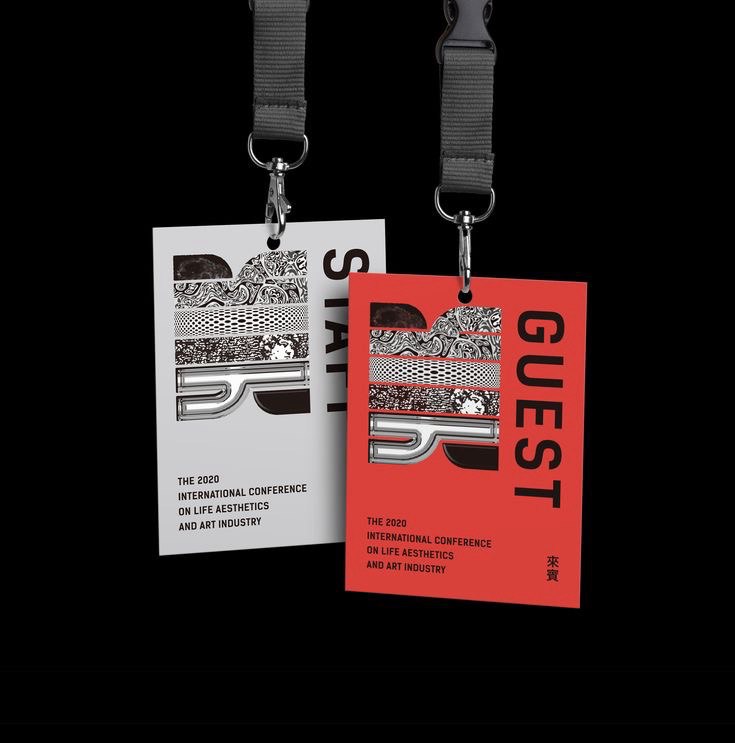 STAFF
THE 2020
INTERNATIONAL CONFERENCE
ON LIFE AESTHETICS
AND ART INDUSTRY
GUEST
THE 2020
INTERNATIONAL CONFERENCE
ON LIFE AESTHETICS
AND ART INDUSTRY
來賓